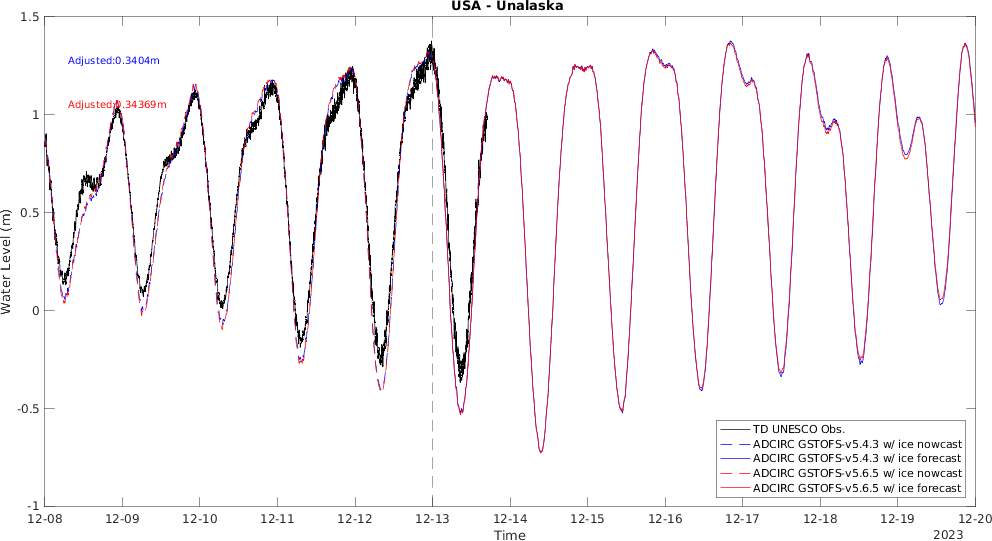 USA - Unalaska
1.5
1
0.5
0
-0.5
-1
Water Level (m)
Adjusted:0.3404m
Adjusted:0.34369m
TD UNESCO Obs.
ADCIRC GSTOFS-v5.4.3 w/ ice nowcast
ADCIRC GSTOFS-v5.4.3 w/ ice forecast
ADCIRC GSTOFS-v5.6.5 w/ ice nowcast
ADCIRC GSTOFS-v5.6.5 w/ ice forecast
12-08 12-09 12-10 12-11 12-12 12-13 12-14 12-15 12-16 12-17 12-18 12-19 12-20
Time
2023